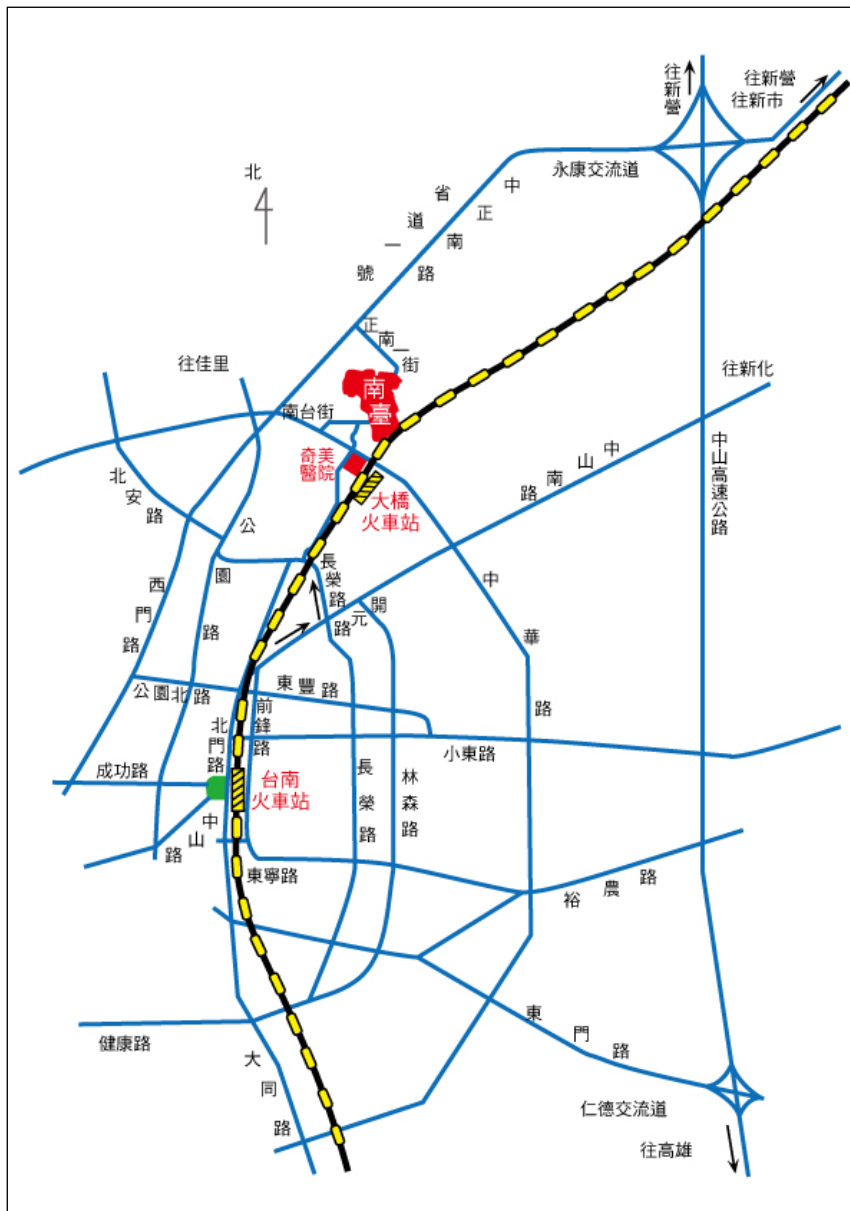 往新營
往新營
往新市
永康交流道
北
省道一號
中正南路
正南一街
往佳里
往新化
南臺
南台街
奇美
醫院
大橋
火車站
中山南路
中山高速公路
北安路
公園路
西門路
長榮路
開元路
中華路
公園北路
東豐路
北門路
前鋒路
小東路
成功路
台南
火車站
長榮路
林森路
中山路
東寧路
裕農路
東門路
健康路
大同路
仁德交流道
往高雄